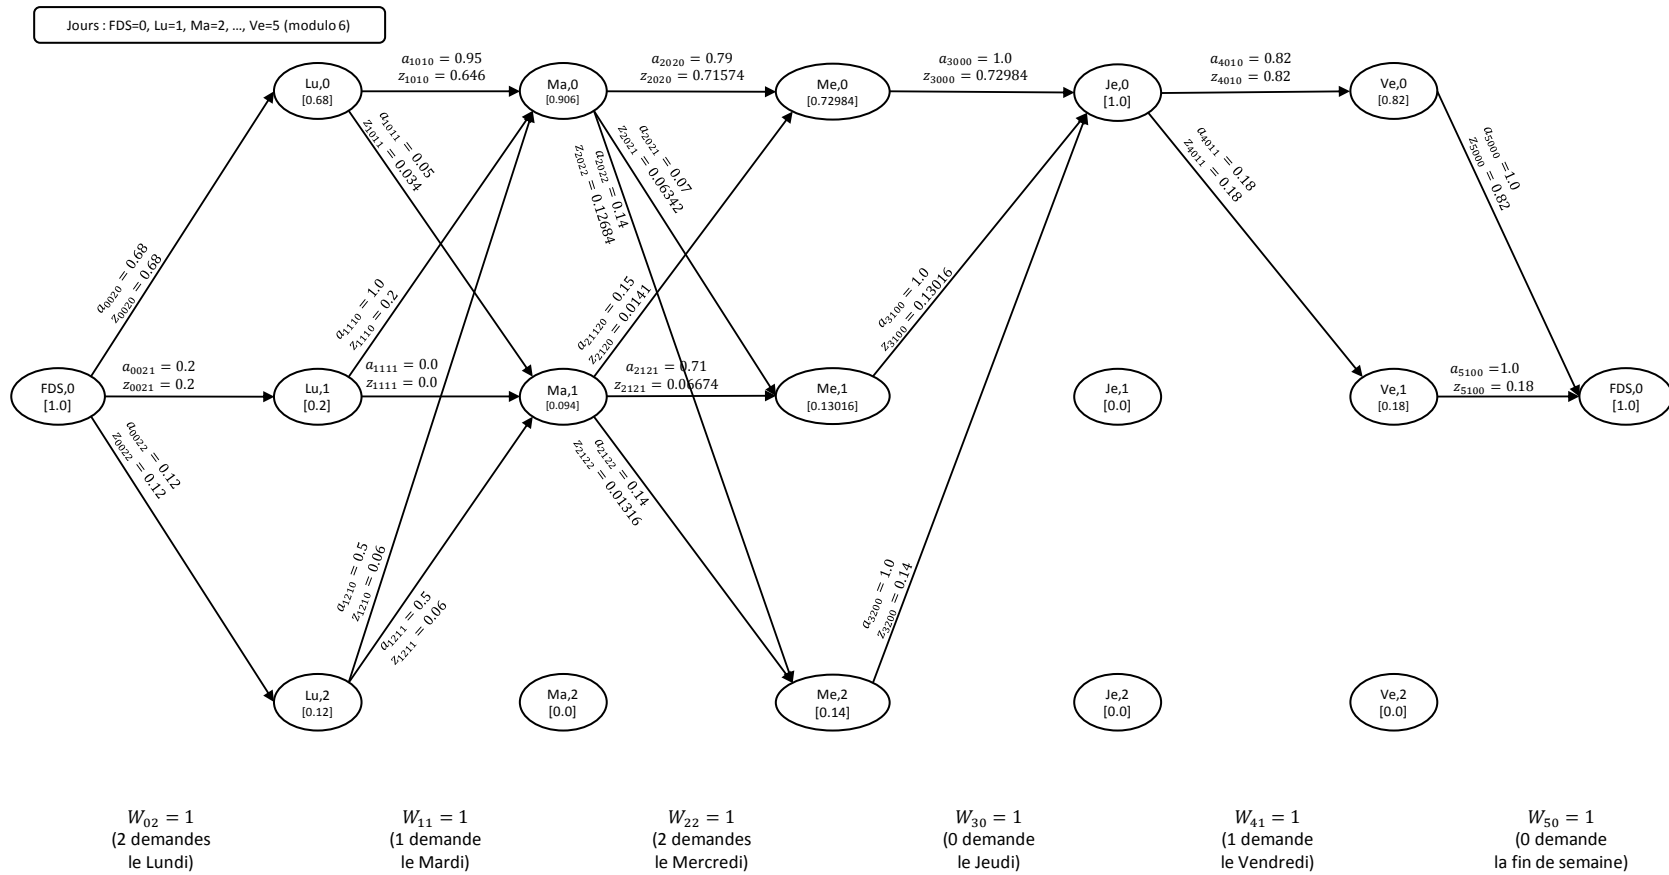 Jours : FDS=0, Lu=1, Ma=2, ..., Ve=5 (modulo 6)
Lu,0
[0.68]
a₁₀₁₀ = 0.95
z₁₀₁₀ = 0.646
Ma,0
[0.906]
a₂₀₂₀ = 0.79
z₂₀₂₀ = 0.71574
Me,0
[0.72984]
a₃₀₀₀ = 1.0
z₃₀₀₀ = 0.72984
Je,0
[1.0]
a₄₀₁₀ = 0.82
z₄₀₁₀ = 0.82
Ve,0
[0.82]
a₁₀₁₁ = 0.05
z₁₀₁₁ = 0.034
a₂₀₂₁ = 0.07
z₂₀₂₁ = 0.06342
a₂₀₂₂ = 0.14
z₂₀₂₂ = 0.12684
a₄₀₁₁ = 0.18
z₄₀₁₁ = 0.18
a₅₀₀₀ =1.0
z₅₀₀₀ = 0.82
a₀₀₂₀ = 0.68
z₀₀₂₀ = 0.68
a₁₁₁₀ = 1.0
z₁₁₁₀ = 0.2
a₂₁₁₂₀ = 0.15
z₂₁₂₀ = 0.0141
a₃₁₀₀ = 1.0
z₃₁₀₀ = 0.13016
FDS,0
[1.0]
a₀₀₂₁ = 0.2
z₀₀₂₁ = 0.2
Lu,1
[0.2]
a₁₁₁₁ = 0.0
z₁₁₁₁ = 0.0
Ma,1
[0.094]
a₂₁₂₁ = 0.71
z₂₁₂₁ = 0.06674
Me,1
[0.13016]
Je,1
[0.0]
Ve,1
[0.18]
a₅₁₀₀ =1.0
z₅₁₀₀ = 0.18
FDS,0
[1.0]
a₀₀₂₂ = 0.12
z₀₀₂₂ = 0.12
a₂₁₂₂ = 0.14
z₂₁₂₂ = 0.01316
a₁₂₁₀ = 0.5
z₁₂₁₀ = 0.06
a₁₂₁₁ = 0.5
z₁₂₁₁ = 0.06
a₃₂₀₀ = 1.0
z₃₂₀₀ = 0.14
Lu,2
[0.12]
Ma,2
[0.0]
Me,2
[0.14]
Je,2
[0.0]
Ve,2
[0.0]
W₀₂ = 1
(2 demandes
le Lundi)
W₁₁ = 1
(1 demande
le Mardi)
W₂₂ = 1
(2 demandes
le Mercredi)
W₃₀ = 1
(0 demande
le Jeudi)
W₄₁ = 1
(1 demande
le Vendredi)
W₅₀ = 1
(0 demande
la fin de semaine)